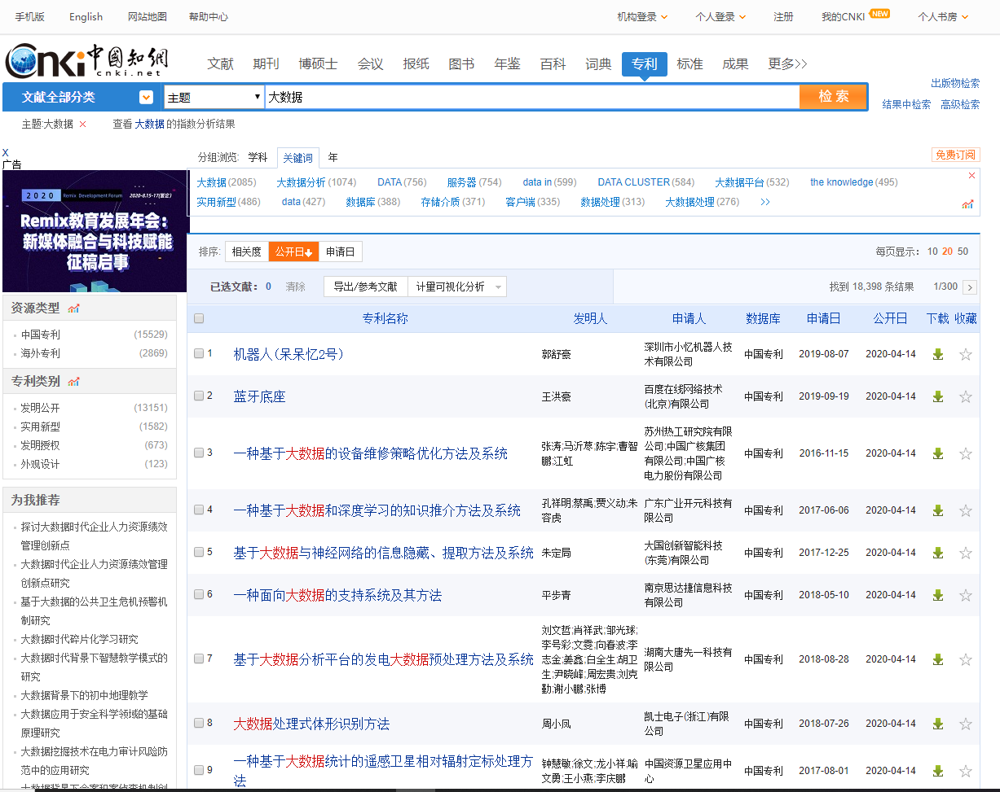 手机版 English 网站地图 帮助中心 机构登录 个人登录 注册 我的CNKI NEW 个人书房
Cnki 中国知网 cnki.net
文献 期刊 博硕士 会议 报纸 图书 年鉴 百科 词典 专利 标准 成果 更多>>
文献全部分类 主题 大数据 检 索
出版物检索
结果中检索 高级检索
主题:大数据 × 查看 大数据 的指数分析结果
X
广告
2020 Remix Development Forum 2020.8.15-17(暂定)
Remix教育发展年会：
新媒体融合与科技赋能
征稿启事
分组浏览: 学科 关键词 年 免费订阅
大数据(2085) 大数据分析(1074) DATA(756) 服务器(754) data in(599) DATA CLUSTER(584) 大数据平台(532) the knowledge(495)
实用新型(486) data(427) 数据库(388) 存储介质(371) 客户端(335) 数据处理(313) 大数据处理(276) >>
排序: 相关度 公开日 申请日 每页显示： 10 20 50
已选文献： 0 清除 导出/参考文献 计量可视化分析 找到 18,398 条结果 1/300 >
资源类型
中国专利 (15529)
海外专利 (2869)
专利类别
发明公开 (13151)
实用新型 (1582)
发明授权 (673)
外观设计 (123)
为我推荐
探讨大数据时代企业人力资源绩效
管理创新点
大数据时代企业人力资源绩效管理
创新点研究
基于大数据的公共卫生危机预警机
制研究
大数据时代碎片化学习研究
大数据时代背景下智慧教学模式的
研究
大数据背景下的初中地理教学
大数据应用于安全科学领域的基础
原理研究
大数据挖掘技术在电力审计风险防
范中的应用研究
专利名称 发明人 申请人 数据库 申请日 公开日 下载 收藏
1 机器人(呆呆忆2号) 郭舒豪 深圳市小忆机器人技
术有限公司 中国专利 2019-08-07 2020-04-14
2 蓝牙底座 王洪豪 百度在线网络技术
(北京)有限公司 中国专利 2019-09-19 2020-04-14
3 一种基于大数据的设备维修策略优化方法及系统 张涛;马沂荩;陈宇;曹智
鹏;江虹 苏州热工研究院有限
公司;中国广核集团
有限公司;中国广核
电力股份有限公司 中国专利 2016-11-15 2020-04-14
4 一种基于大数据和深度学习的知识推介方法及系统 孔祥明;蔡禹;贾义动;朱
容虎 广东广业开元科技有
限公司 中国专利 2017-06-06 2020-04-14
5 基于大数据与神经网络的信息隐藏、提取方法及系统 朱定局 大国创新智能科技
(东莞)有限公司 中国专利 2017-12-25 2020-04-14
6 一种面向大数据的支持系统及其方法 平步青 南京思达捷信息科技
有限公司 中国专利 2018-05-10 2020-04-14
7 基于大数据分析平台的发电大数据预处理方法及系统 刘文哲;肖祥武;邹光球;
李号彩;文雯;向春波;李
志金;姜鑫;白全生;胡卫
生;尹晓峰;周宏贵;刘克
勤;谢小鹏;张博 湖南大唐先一科技有
限公司 中国专利 2018-08-28 2020-04-14
8 大数据处理式体形识别方法 周小凤 凯士电子(浙江)有限
公司 中国专利 2018-07-26 2020-04-14
9 一种基于大数据统计的遥感卫星相对辐射定标处理方
法 钟慧敏;徐文;龙小祥;喻
文勇;王小燕;李庆鹏 中国资源卫星应用中
心 中国专利 2017-08-01 2020-04-14